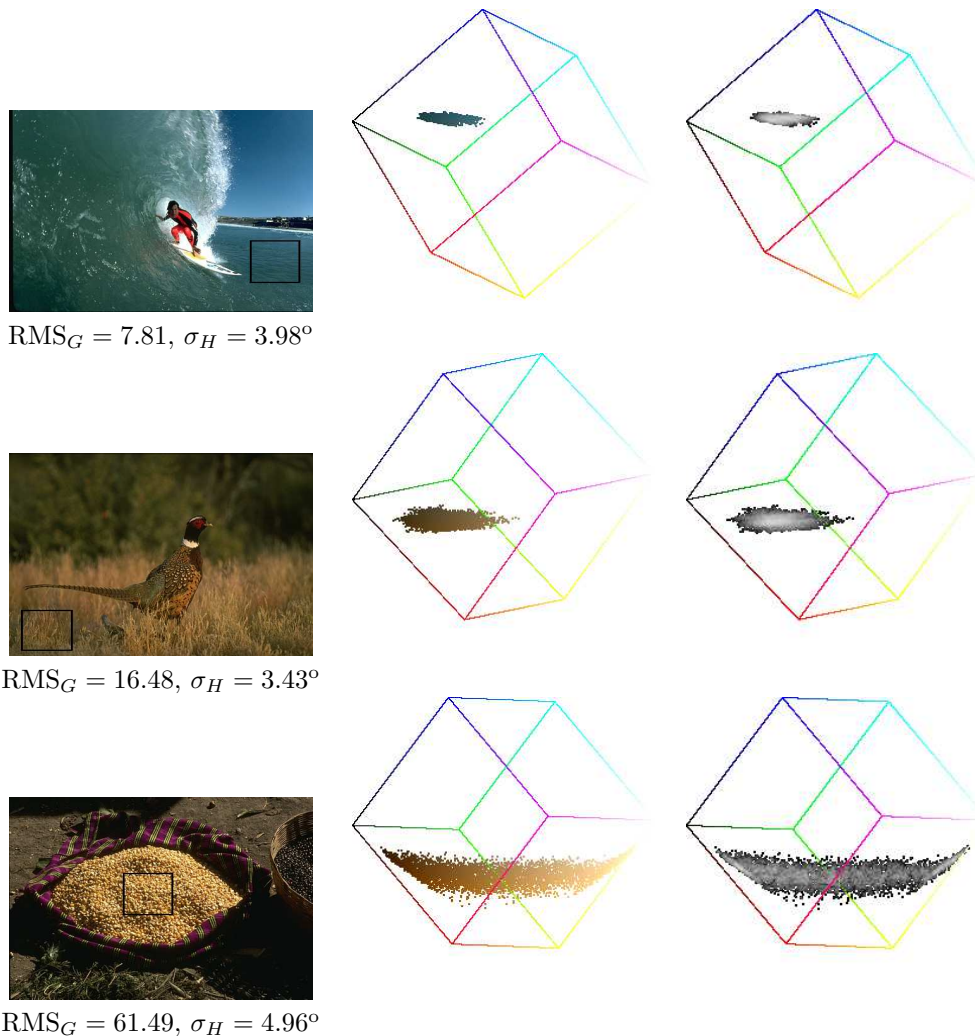 RMS_G = 7.81, σ_H = 3.98°
RMS_G = 16.48, σ_H = 3.43°
RMS_G = 61.49, σ_H = 4.96°